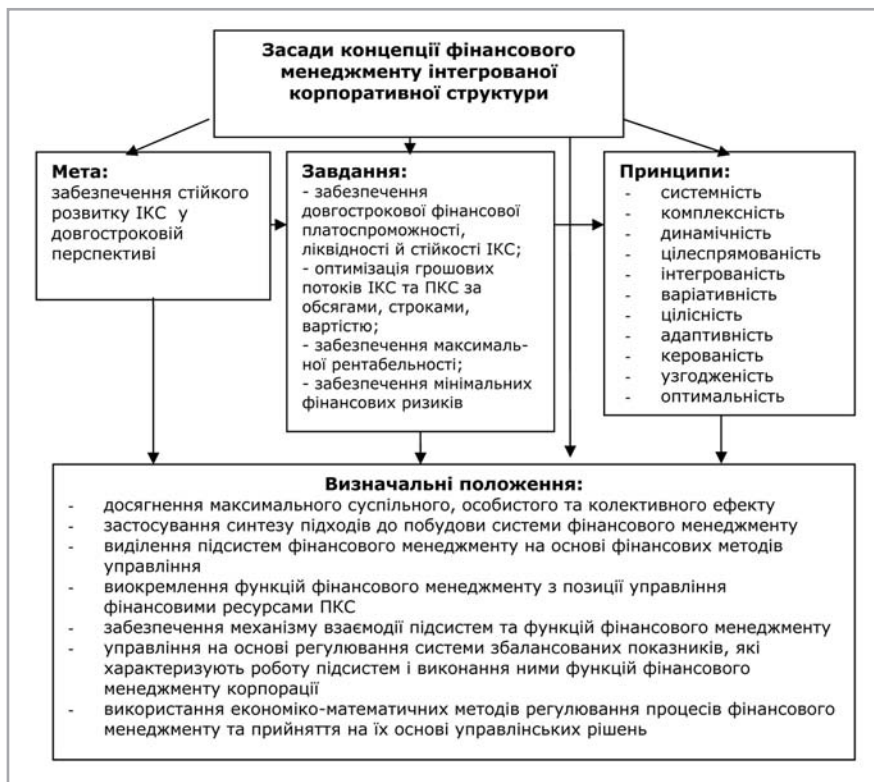 Засади концепції фінансового
менеджменту інтегрованої
корпоративної структури
Мета:
забезпечення стійкого
розвитку ІКС у
довгостроковій
перспективі
Завдання:
- забезпечення
довгострокової фінансової
платоспроможності,
ліквідності й стійкості ІКС;
- оптимізація грошових
потоків ІКС та ПКС за
обсягами, строками,
вартістю;
- забезпечення максималь-
ної рентабельності;
- забезпечення мінімальних
фінансових ризиків
Принципи:
- системність
- комплексність
- динамічність
- цілеспрямованість
- інтегрованість
- варіативність
- цілісність
- адаптивність
- керованість
- узгодженість
- оптимальність
Визначальні положення:
- досягнення максимального суспільного, особистого та колективного ефекту
- застосування синтезу підходів до побудови системи фінансового менеджменту
- виділення підсистем фінансового менеджменту на основі фінансових методів
управління
- виокремлення функцій фінансового менеджменту з позиції управління
фінансовими ресурсами ПКС
- забезпечення механізму взаємодії підсистем та функцій фінансового менеджменту
- управління на основі регулювання системи збалансованих показників, які
характеризують роботу підсистем і виконання ними функцій фінансового
менеджменту корпорації
- використання економіко-математичних методів регулювання процесів фінансового
менеджменту та прийняття на їх основі управлінських рішень